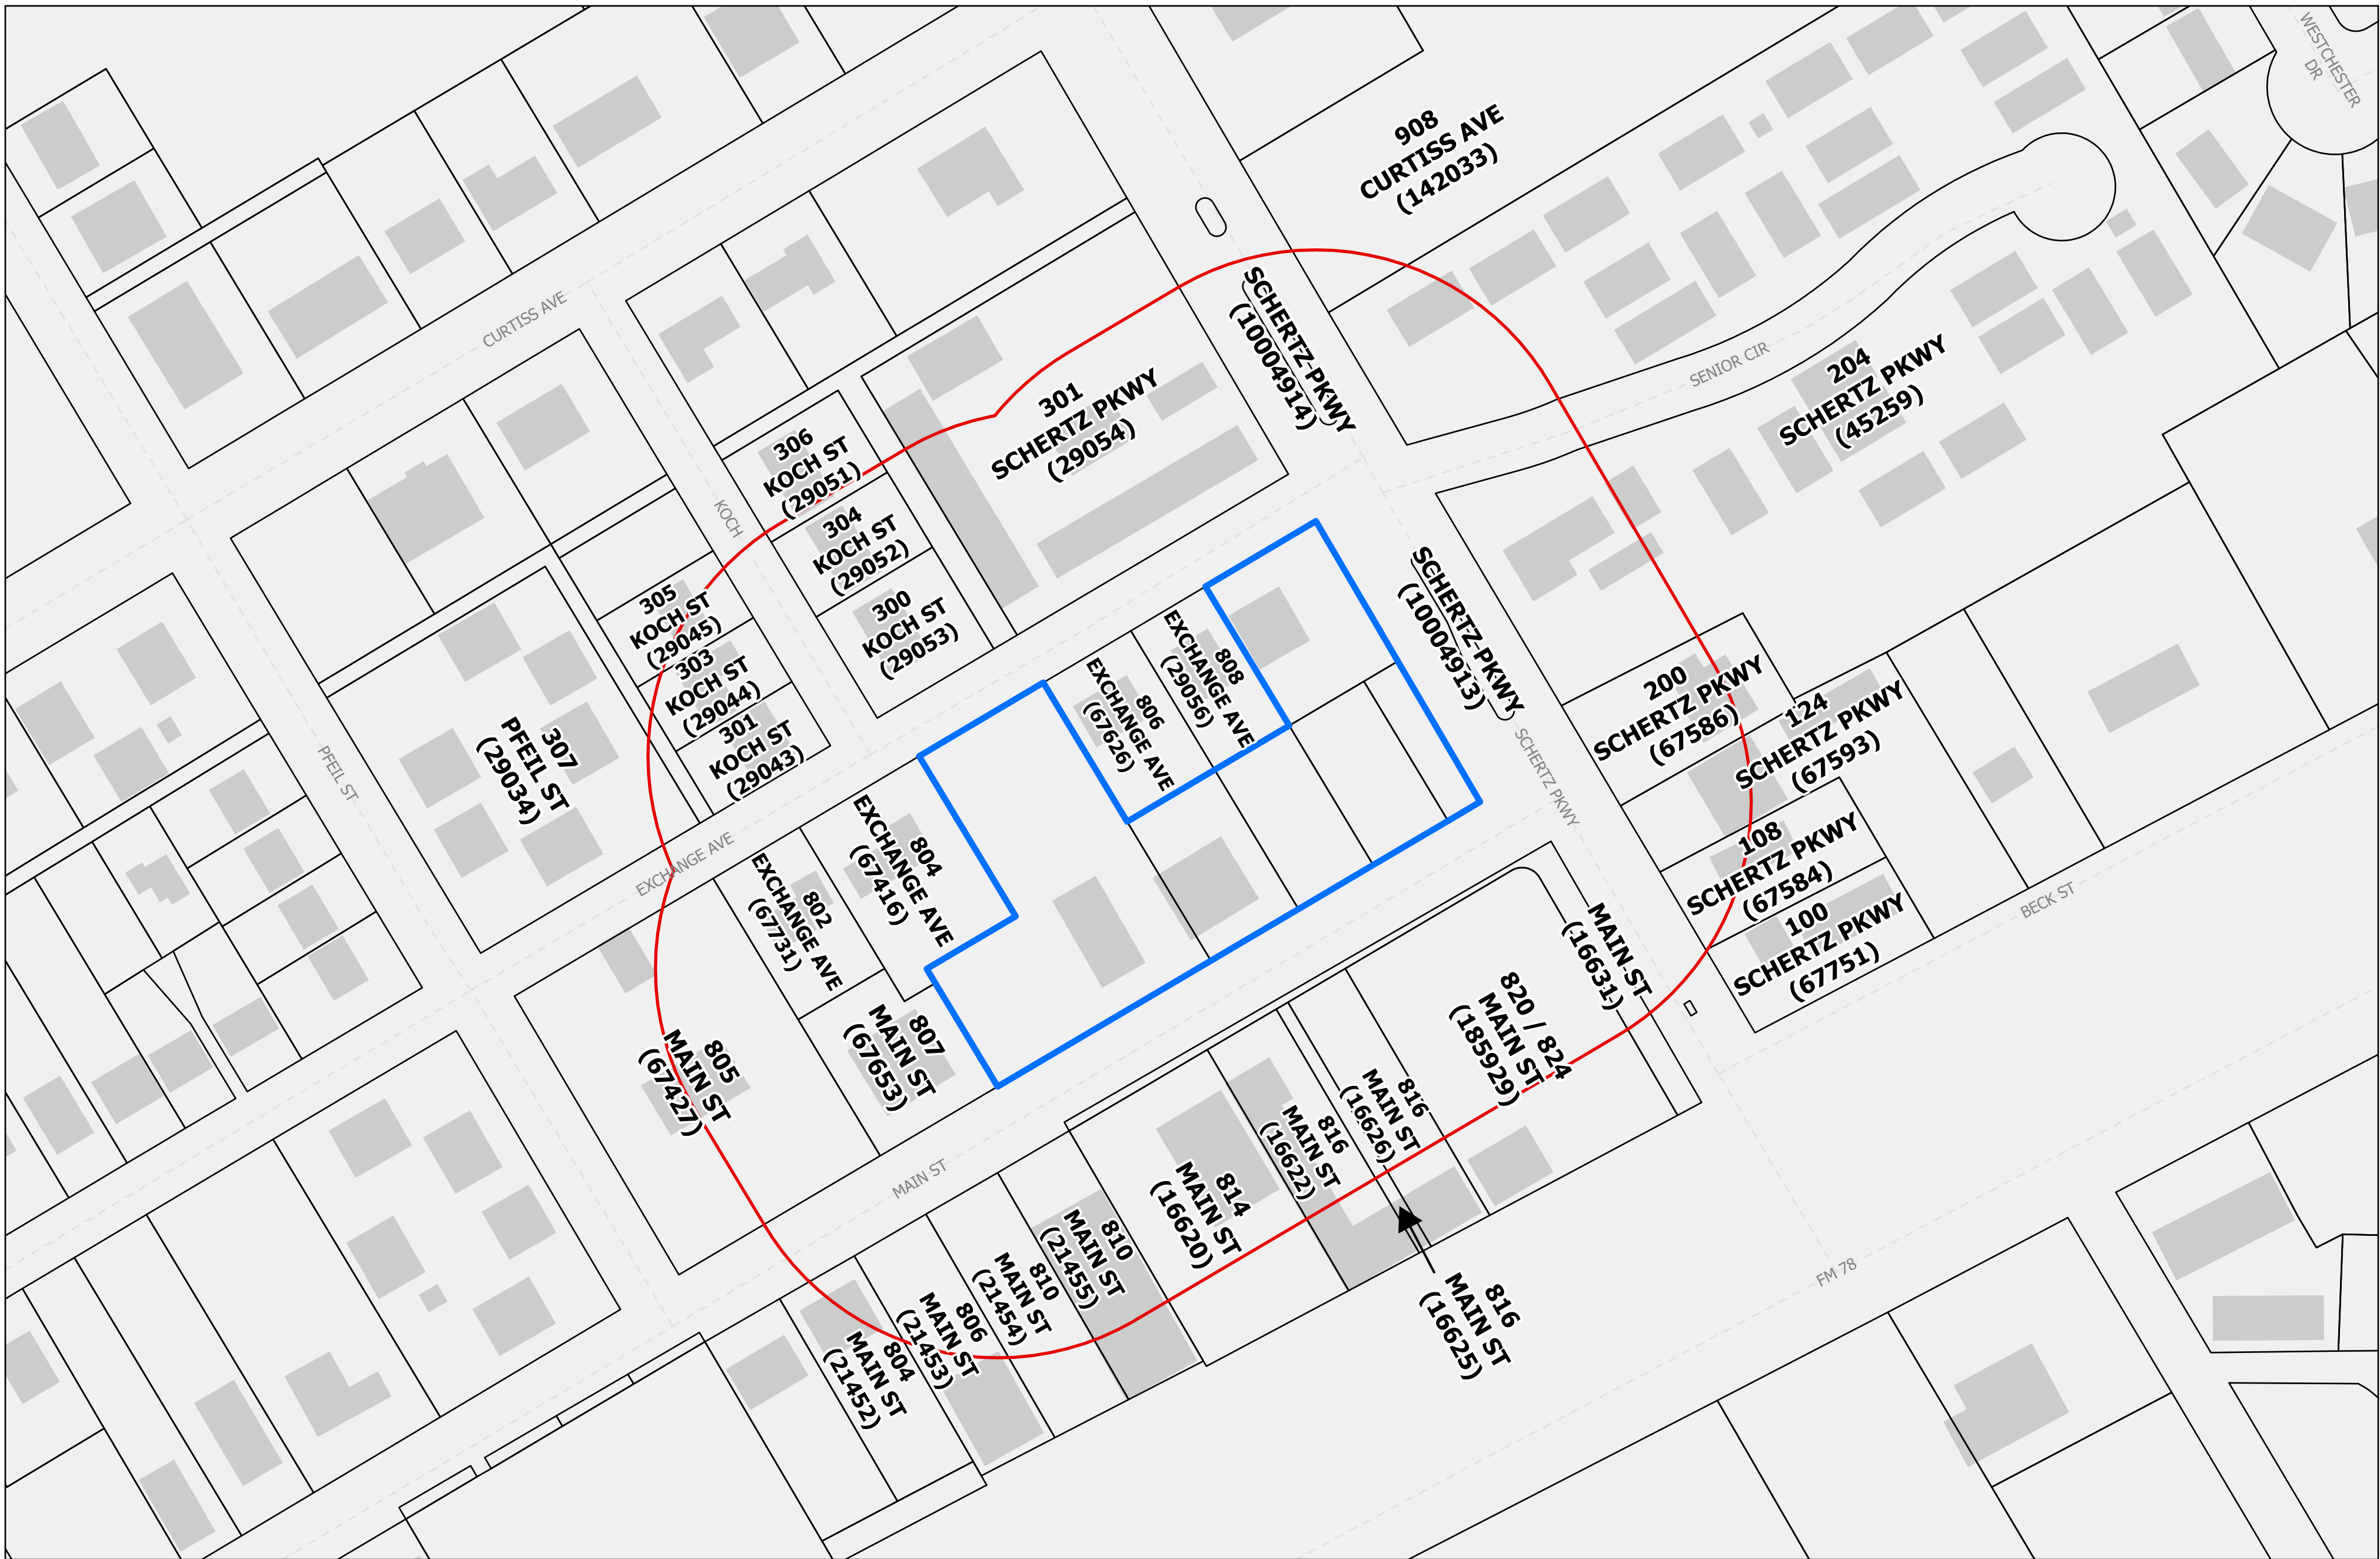 WESTCHESTER
DR
908
CURTISS AVE
(142033)
CURTISS AVE
SCHERTZ PKWY
(100004914)
SENIOR CIR
204
SCHERTZ PKWY
(45259)
301
SCHERTZ PKWY
(29054)
306
KOCH ST
(29051)
KOCH
304
KOCH ST
(29052)
300
KOCH ST
(29053)
305
KOCH ST
(29045)
303
KOCH ST
(29044)
301
KOCH ST
(29043)
307
PFEIL ST
(29034)
PFEIL ST
808
EXCHANGE AVE
(29056)
806
EXCHANGE AVE
(67626)
SCHERTZ PKWY
(100004913)
SCHERTZ PKWY
200
SCHERTZ PKWY
(67586)
124
SCHERTZ PKWY
(67593)
108
SCHERTZ PKWY
(67584)
100
SCHERTZ PKWY
(67751)
BECK ST
EXCHANGE AVE
804
EXCHANGE AVE
(67416)
802
EXCHANGE AVE
(67731)
807
MAIN ST
(67653)
805
MAIN ST
(67427)
MAIN ST
(16631)
820 / 824
MAIN ST
(185929)
816
MAIN ST
(16626)
816
MAIN ST
(16622)
814
MAIN ST
(16620)
810
MAIN ST
(21455)
810
MAIN ST
(21454)
806
MAIN ST
(21453)
804
MAIN ST
(21452)
816
MAIN ST
(16625)
MAIN ST
FM 78